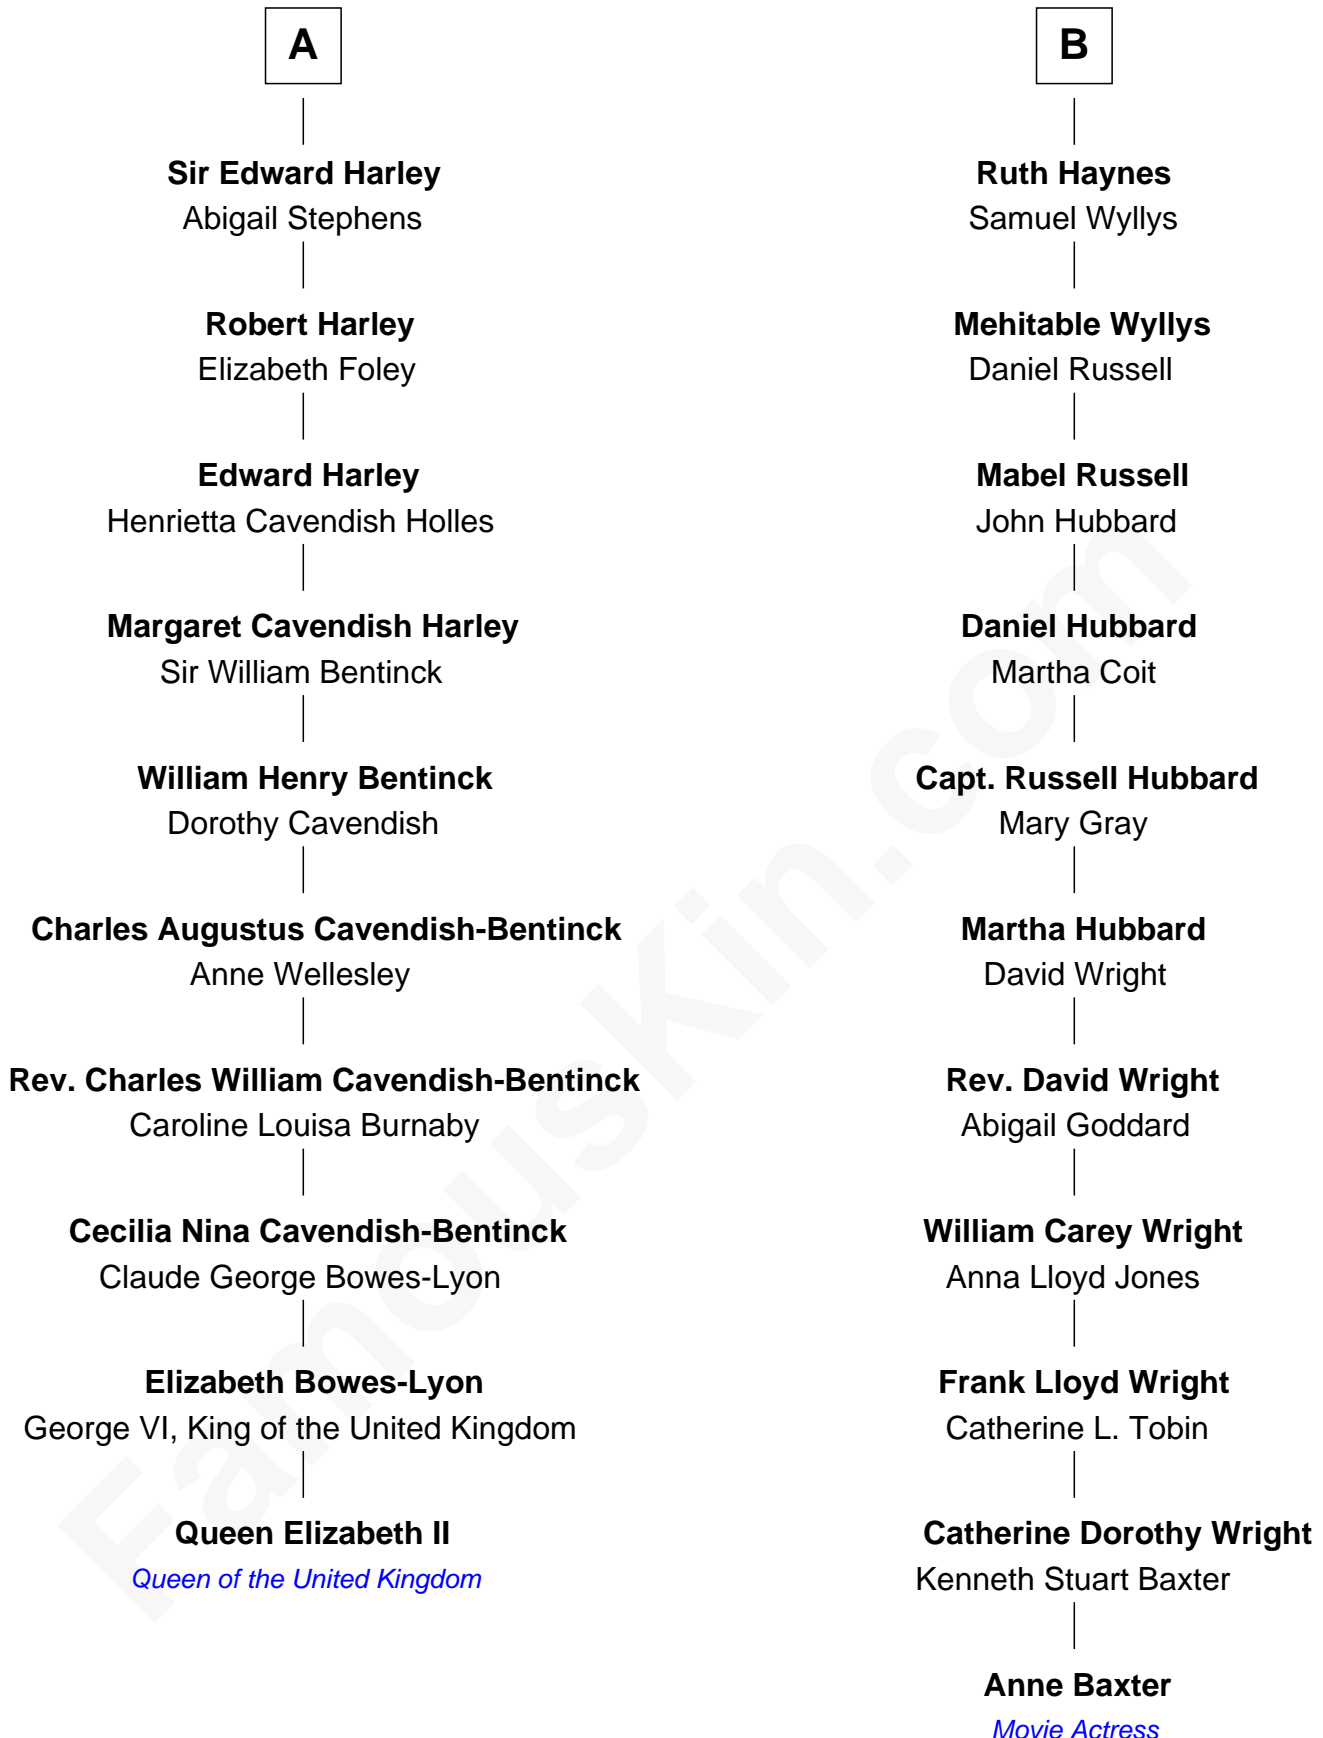 A
Sir Edward Harley
Abigail Stephens
Robert Harley
Elizabeth Foley
Edward Harley
Henrietta Cavendish Holles
Margaret Cavendish Harley
Sir William Bentinck
William Henry Bentinck
Dorothy Cavendish
Charles Augustus Cavendish-Bentinck
Anne Wellesley
Rev. Charles William Cavendish-Bentinck
Caroline Louisa Burnaby
Cecilia Nina Cavendish-Bentinck
Claude George Bowes-Lyon
Elizabeth Bowes-Lyon
George VI, King of the United Kingdom
Queen Elizabeth II
Queen of the United Kingdom
B
Ruth Haynes
Samuel Wyllys
Mehitable Wyllys
Daniel Russell
Mabel Russell
John Hubbard
Daniel Hubbard
Martha Coit
Capt. Russell Hubbard
Mary Gray
Martha Hubbard
David Wright
Rev. David Wright
Abigail Goddard
William Carey Wright
Anna Lloyd Jones
Frank Lloyd Wright
Catherine L. Tobin
Catherine Dorothy Wright
Kenneth Stuart Baxter
Anne Baxter
Movie Actress
FamousKin.com